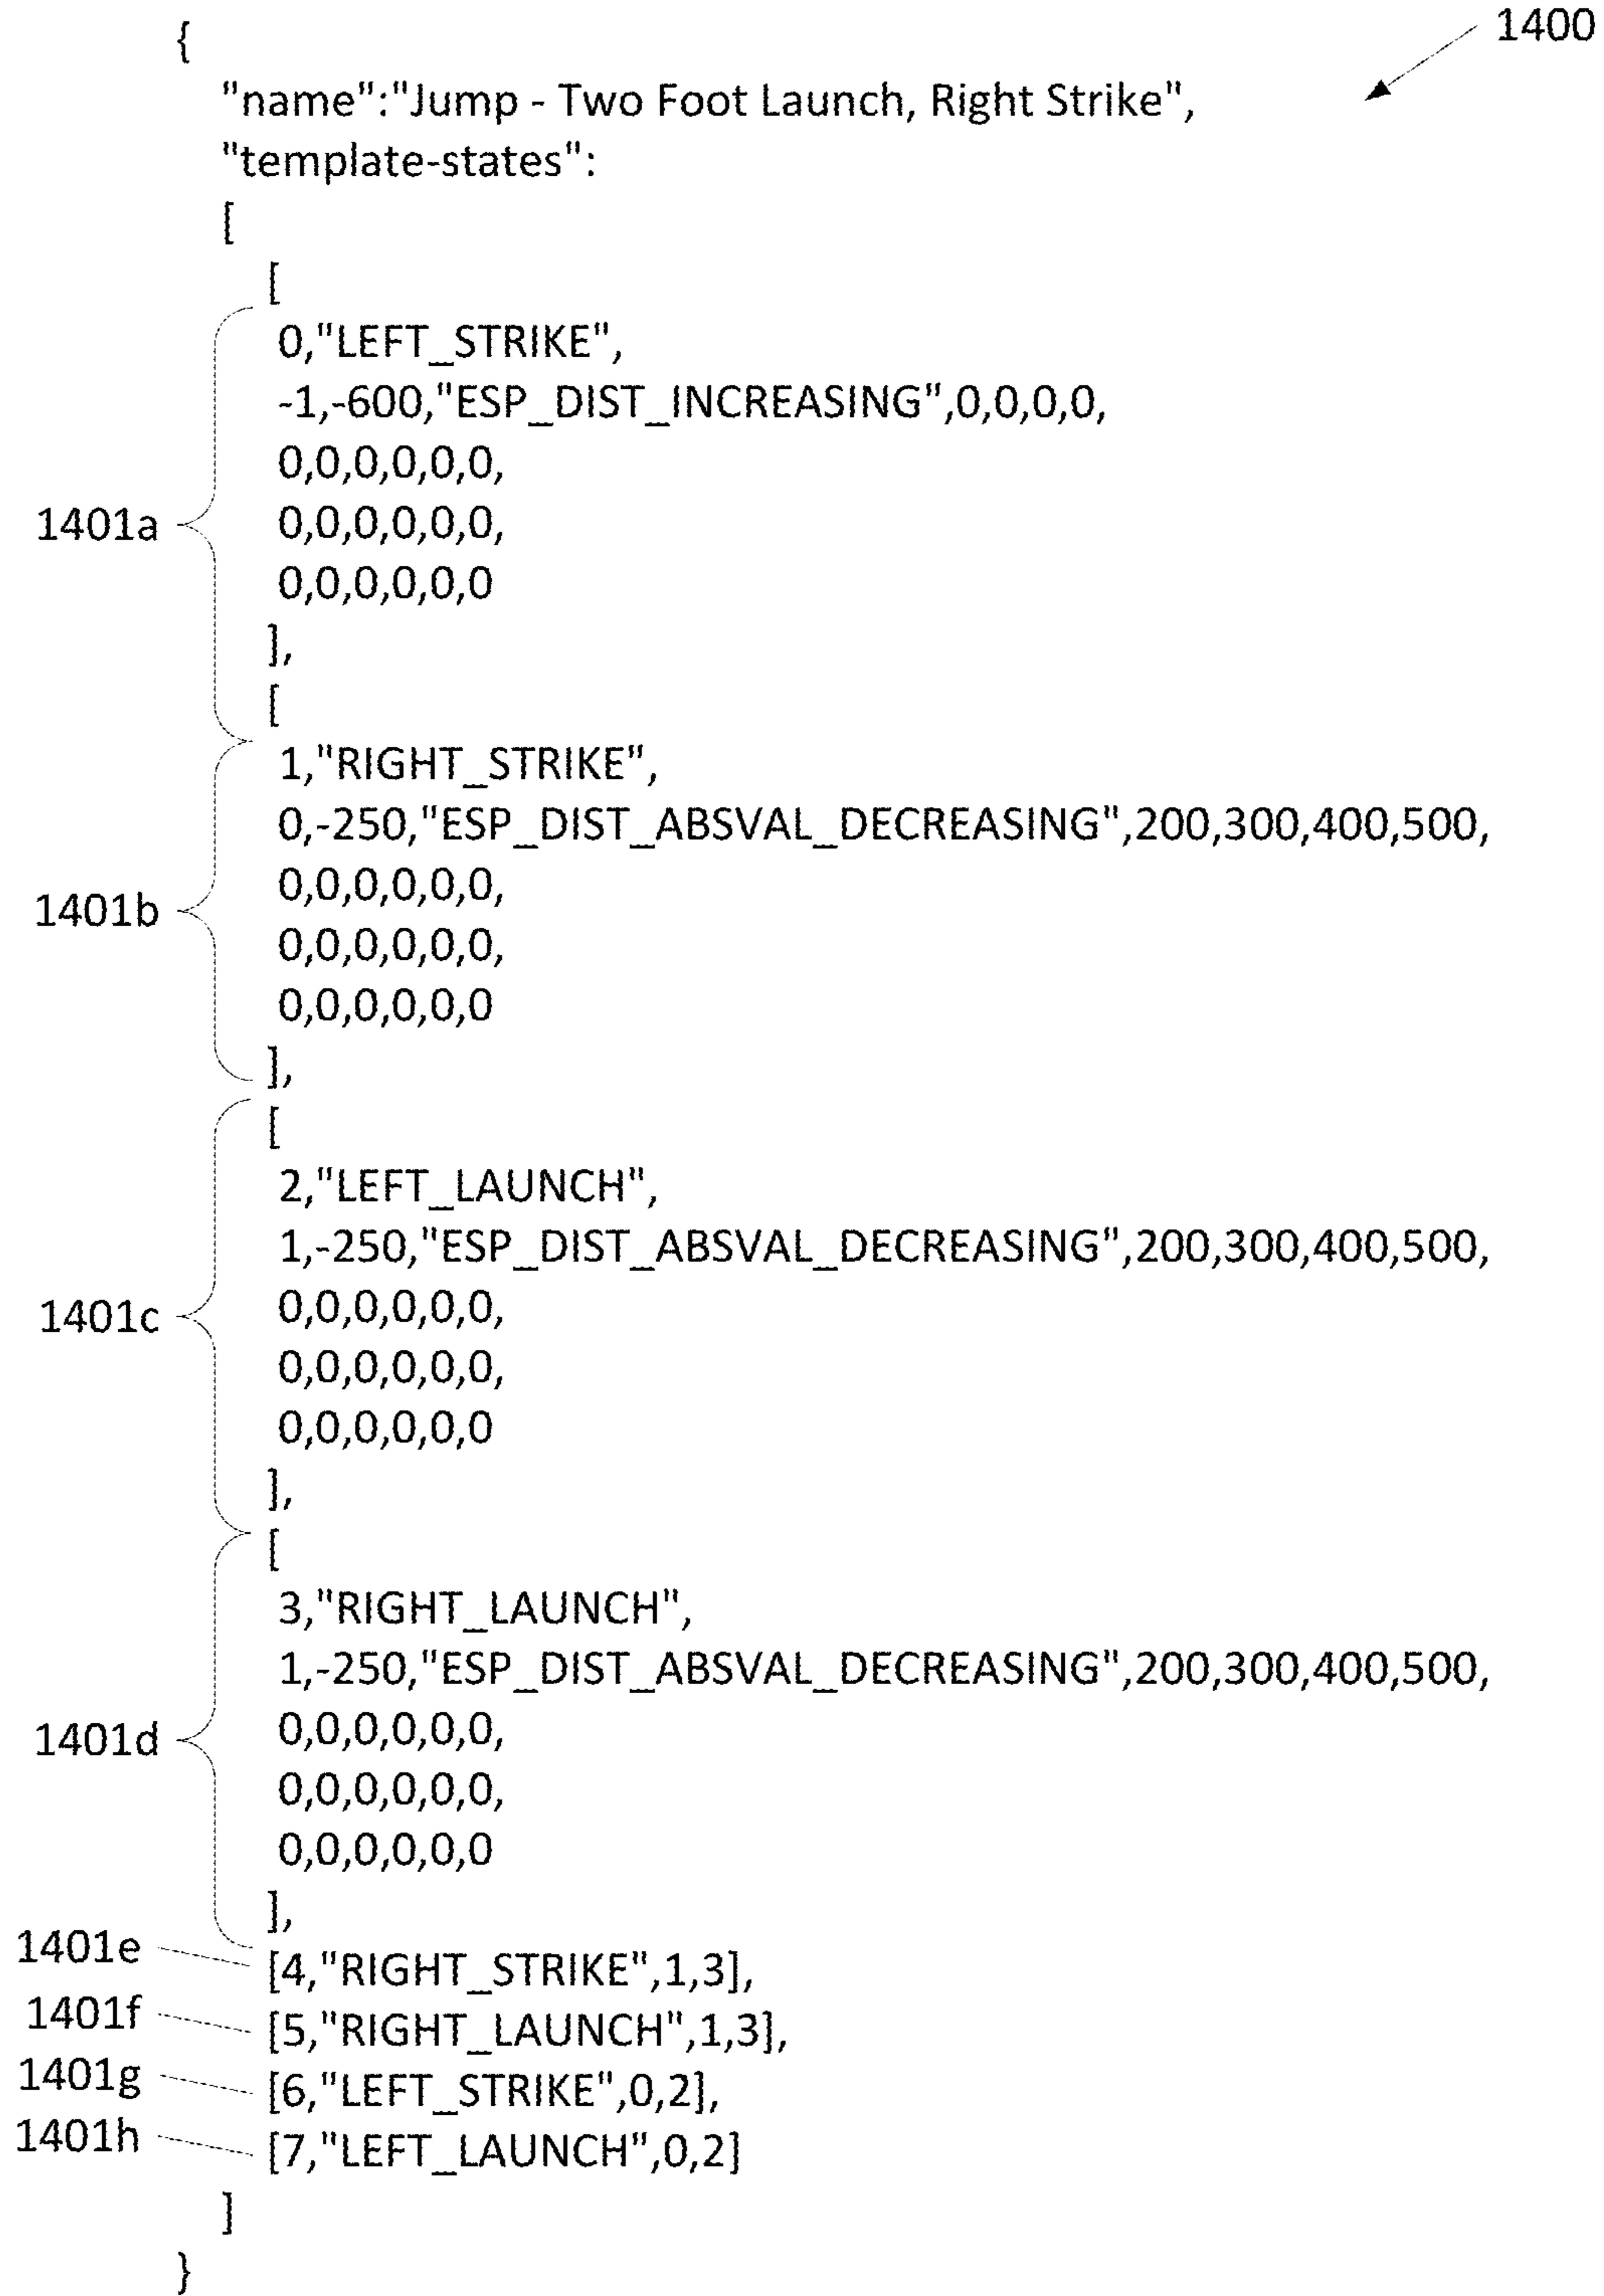 1400
{
"name":"Jump - Two Foot Launch, Right Strike",
"template-states":
[
[
0,"LEFT_STRIKE",
-1,-600,"ESP_DIST_INCREASING",0,0,0,0,
0,0,0,0,0,0,
1401a
0,0,0,0,0,0,
0,0,0,0,0,0
],
[
1,"RIGHT_STRIKE",
0,-250,"ESP_DIST_ABSVAL_DECREASING",200,300,400,500,
0,0,0,0,0,0,
1401b
0,0,0,0,0,0,
0,0,0,0,0,0
],
[
2,"LEFT_LAUNCH",
1,-250,"ESP_DIST_ABSVAL_DECREASING",200,300,400,500,
0,0,0,0,0,0,
1401c
0,0,0,0,0,0,
0,0,0,0,0,0
],
[
3,"RIGHT_LAUNCH",
1,-250,"ESP_DIST_ABSVAL_DECREASING",200,300,400,500,
0,0,0,0,0,0,
1401d
0,0,0,0,0,0,
0,0,0,0,0,0
],
1401e [4,"RIGHT_STRIKE",1,3],
1401f [5,"RIGHT_LAUNCH",1,3],
1401g [6,"LEFT_STRIKE",0,2],
1401h [7,"LEFT_LAUNCH",0,2]
]
}